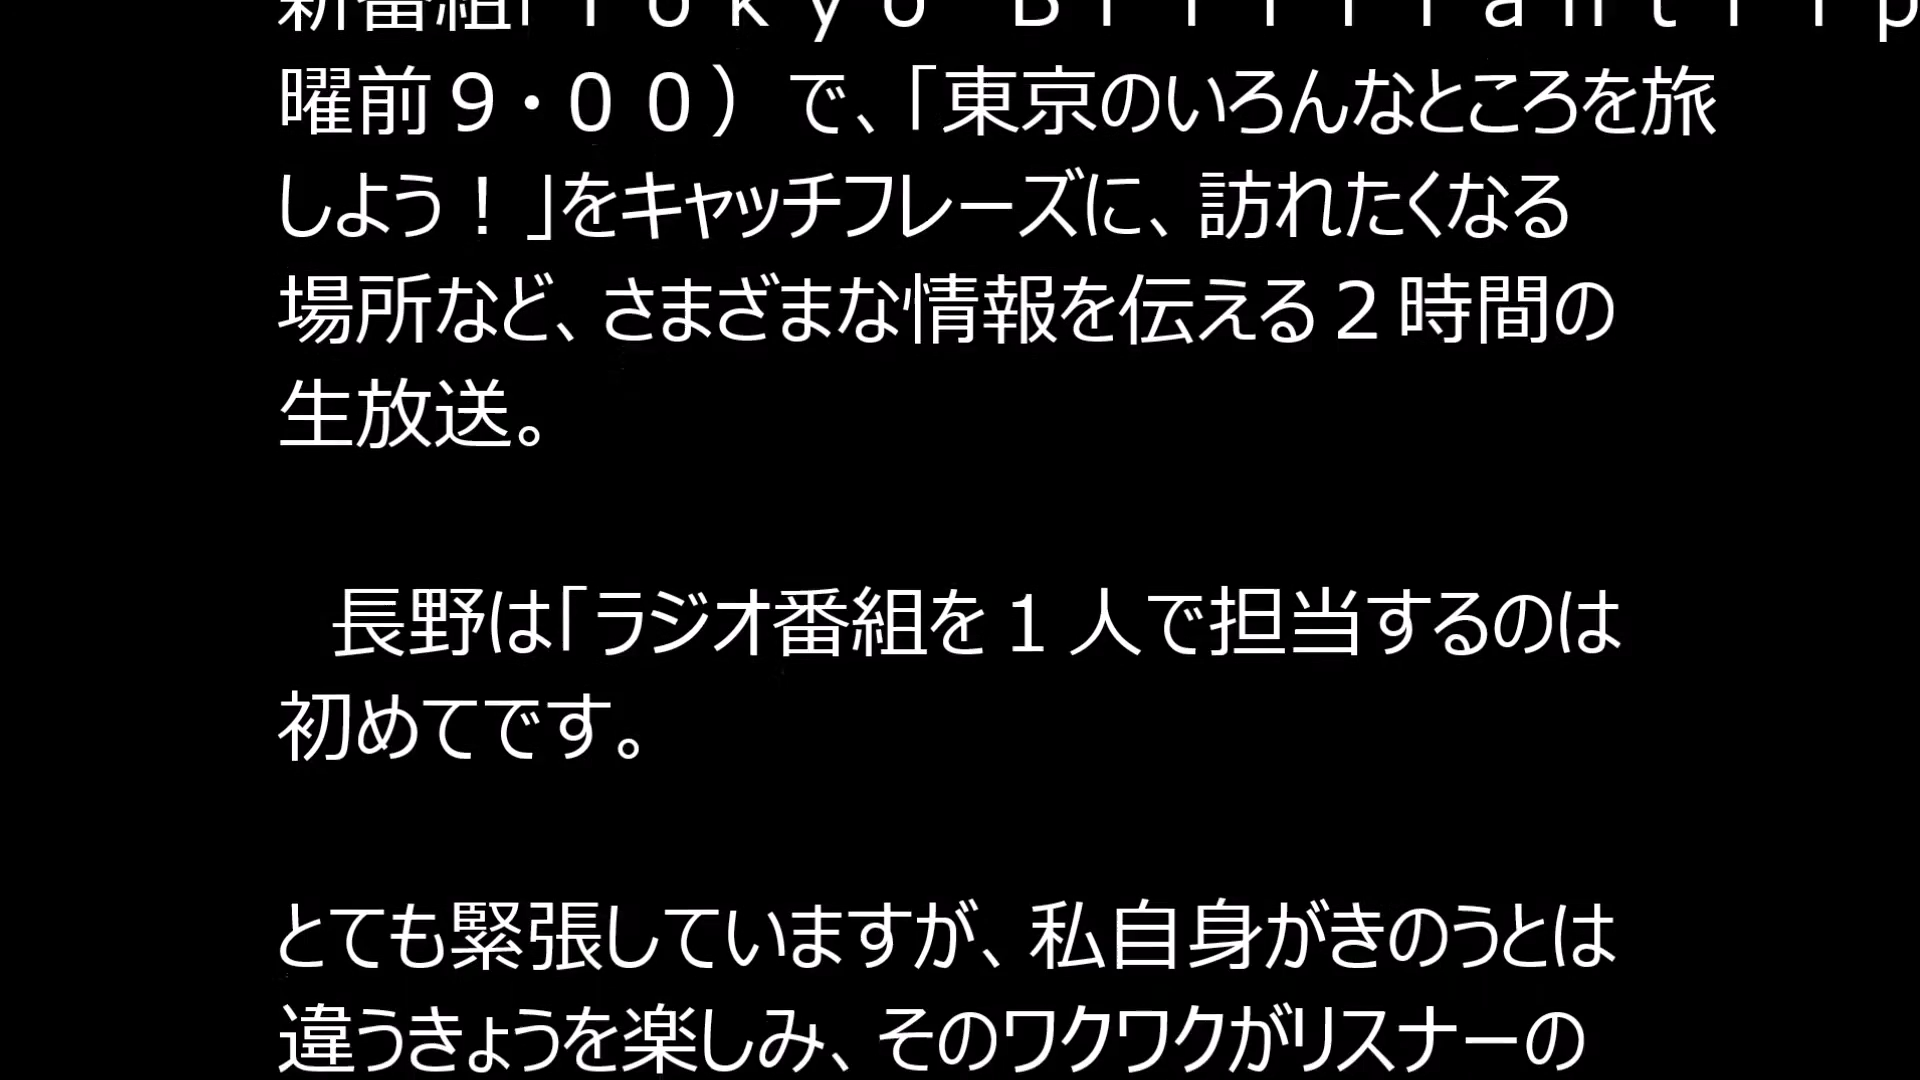 新番組「Ｔｏｋｙｏ　Ｂｒｉｌｌｉａｎｔｒｉｐ
曜前９・００）で、「東京のいろんなところを旅
しよう！」をキャッチフレーズに、訪れたくなる
場所など、さまざまな情報を伝える２時間の
生放送。
長野は「ラジオ番組を１人で担当するのは
初めてです。
とても緊張していますが、私自身がきのうとは
違うきょうを楽しみ、そのワクワクがリスナーの